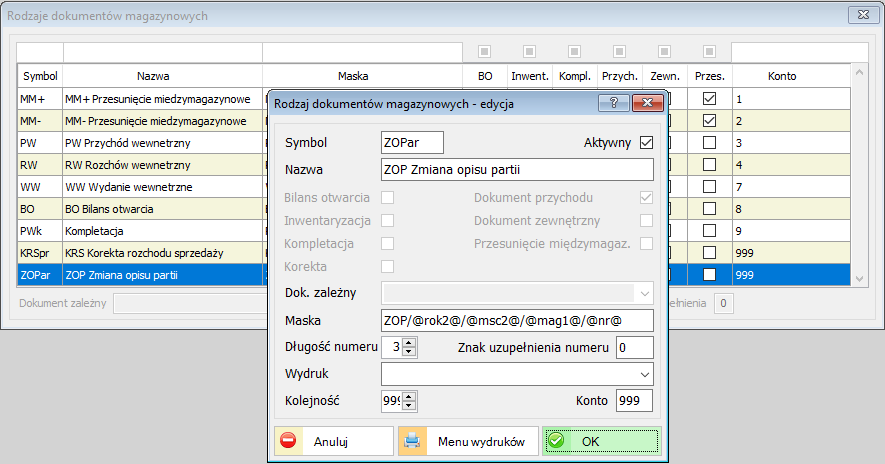 Rodzaje dokumentów magazynowych
Symbol Nazwa Maska BO Inwent. Kompl. Przych. Zewn. Przes. Konto
MM+ MM+ Przesunięcie miedzymagazynowe 1
MM- MM- Przesunięcie miedzymagazynowe 2
PW PW Przychód wewnetrzny 3
RW RW Rozchów wewnetrzny 4
WW WW Wydanie wewnetrzne 7
BO BO Bilans otwarcia 8
PWk Kompletacja 9
KRSpr KRS Korekta rozchodu sprzedaży 999
ZOPar ZOP Zmiana opisu partii 999
Dokument zależny
pełnienia 0
Rodzaj dokumentów magazynowych - edycja
Symbol ZOPar Aktywny
Nazwa ZOP Zmiana opisu partii
Bilans otwarcia Dokument przychodu
Inwentaryzacja Dokument zewnętrzny
Kompletacja Przesunięcie międzymagaz.
Korekta
Dok. zależny
Maska ZOP/@rok2@/@msc2@/@mag1@/@nr@
Długość numeru 3 Znak uzupełnienia numeru 0
Wydruk
Kolejność 999 Konto 999
Anuluj Menu wydruków OK